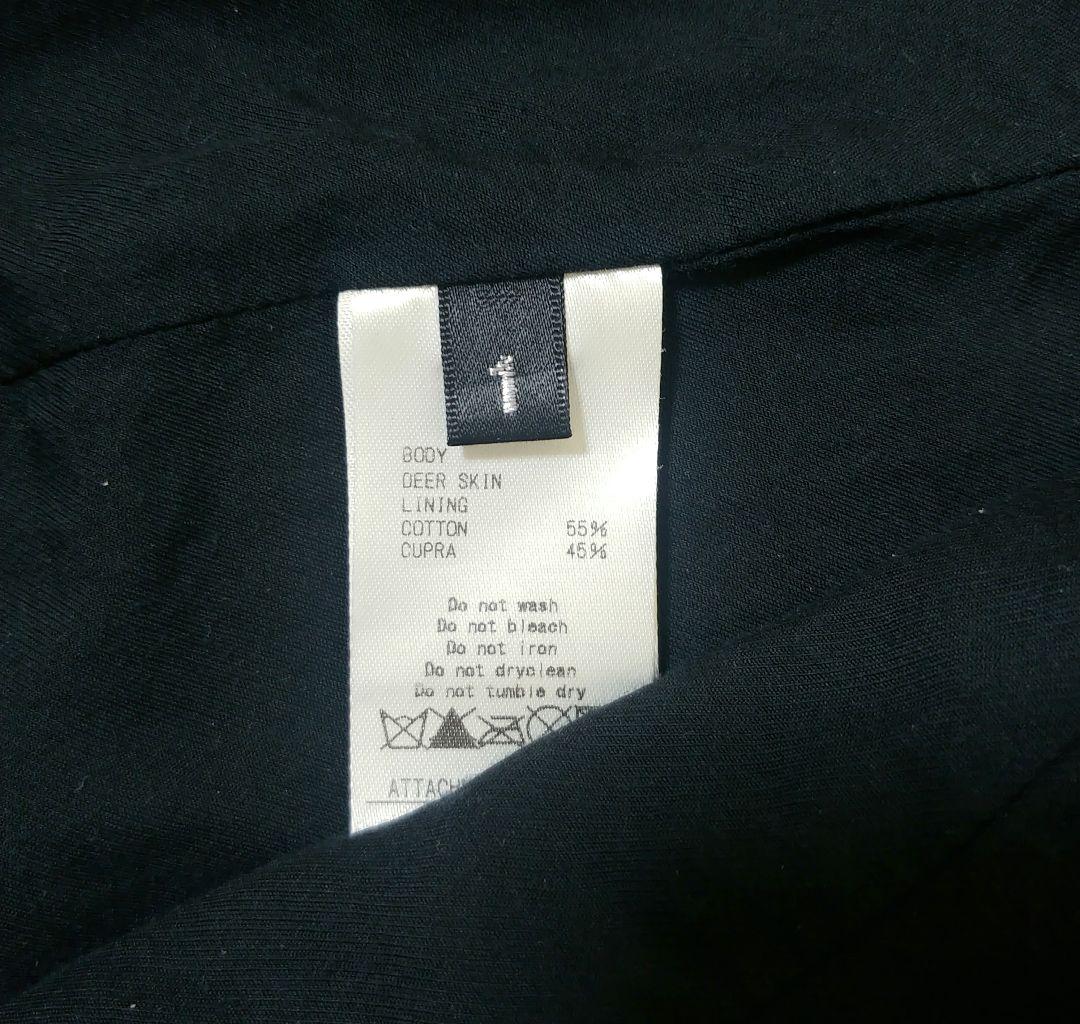 1
BODY
DEER SKIN
LINING
COTTON 55%
CUPRA 45%
Do not wash
Do not bleach
Do not iron
Do not dryclean
Do not tumble dry